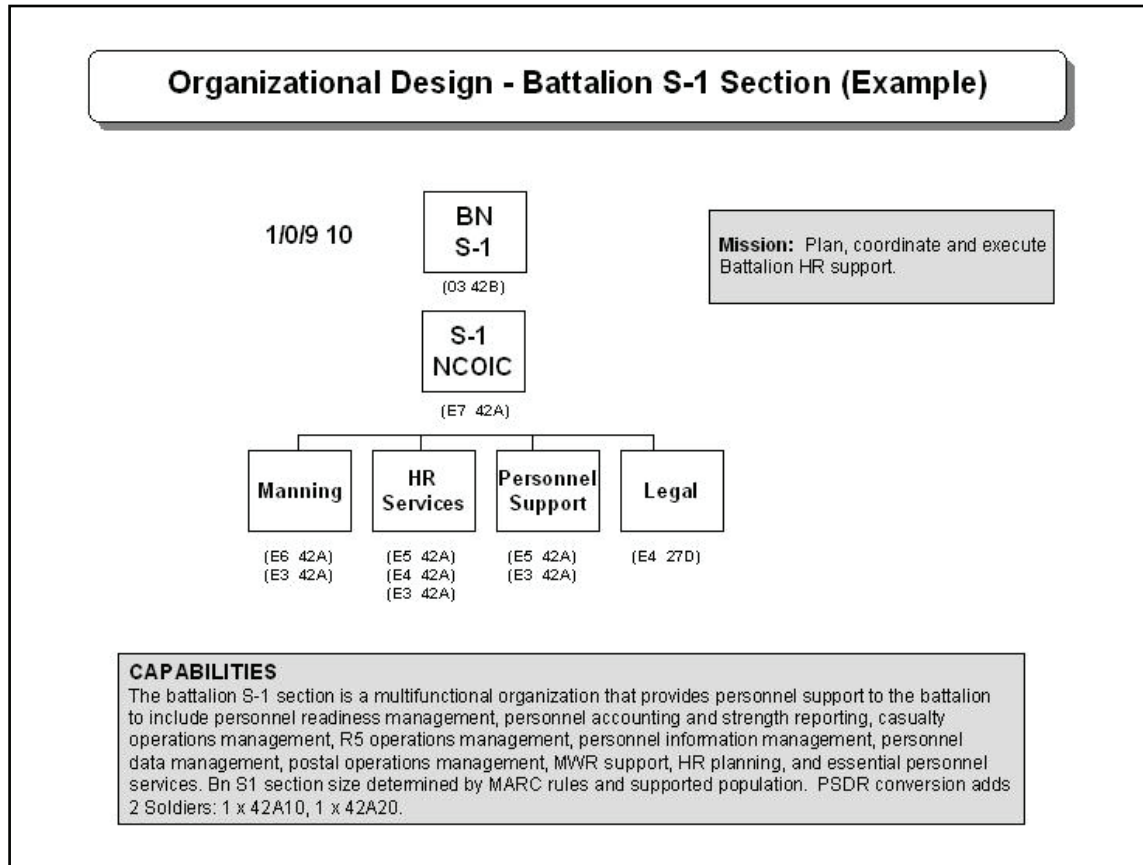 Organizational Design - Battalion S-1 Section (Example)
1/0/9 10
BN
S-1
(03 42B)
Mission: Plan, coordinate and execute
Battalion HR support.
S-1
NCOIC
(E7 42A)
Manning
HR
Services
Personnel
Support
Legal
(E6 42A)
(E3 42A)
(E5 42A)
(E4 42A)
(E3 42A)
(E5 42A)
(E3 42A)
(E4 27D)
CAPABILITIES
The battalion S-1 section is a multifunctional organization that provides personnel support to the battalion
to include personnel readiness management, personnel accounting and strength reporting, casualty
operations management, R5 operations management, personnel information management, personnel
data management, postal operations management, MWR support, HR planning, and essential personnel
services. Bn S1 section size determined by MARC rules and supported population. PSDR conversion adds
2 Soldiers: 1 x 42A10, 1 x 42A20.